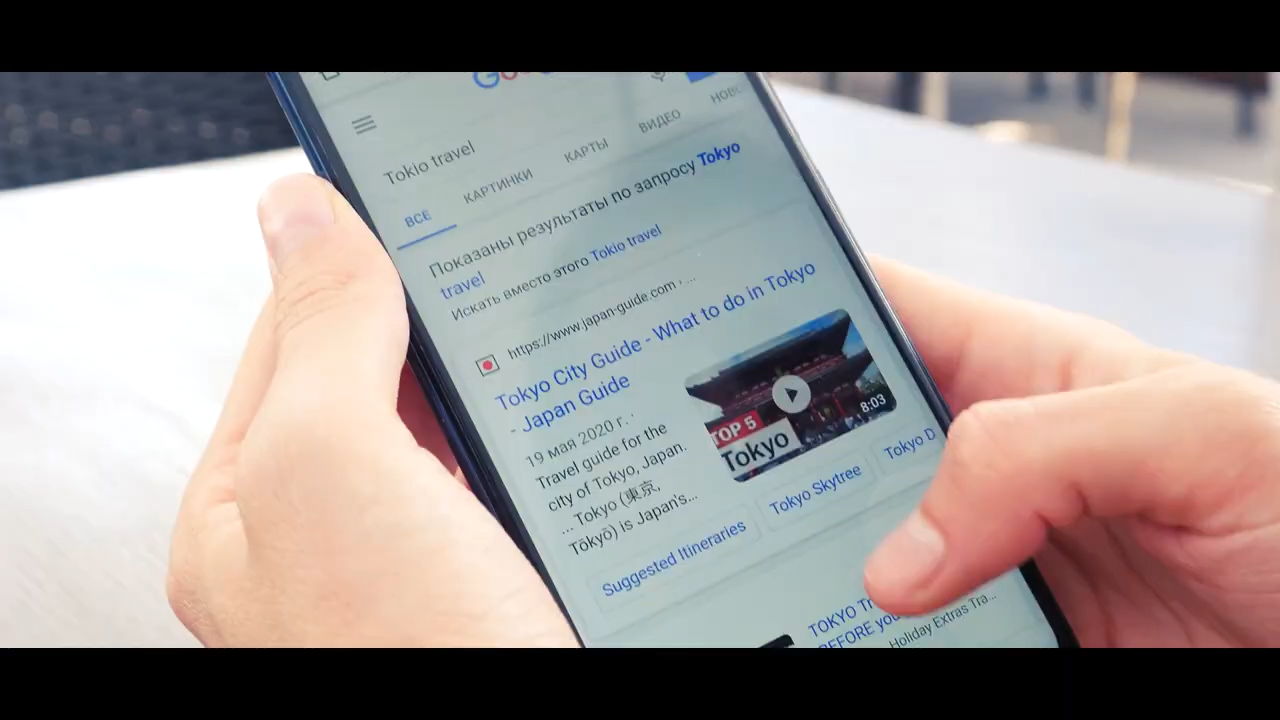 Tokio travel
ВСЕ КАРТИНКИ КАРТЫ ВИДЕО
Показаны результаты по запросу Tokyo
travel
Искать вместо этого Tokio travel
https://www.japan-guide.com › ...
Tokyo City Guide - What to do in Tokyo
- Japan Guide
19 мая 2020 г. ·
Travel guide for the
city of Tokyo, Japan.
... Tokyo (東京,
Tōkyō) is Japan's...
TOP 5
Tokyo
8:03
Suggested Itineraries
Tokyo Skytree
Tokyo D
TOKYO
BEFORE
Holiday Extras Tra...